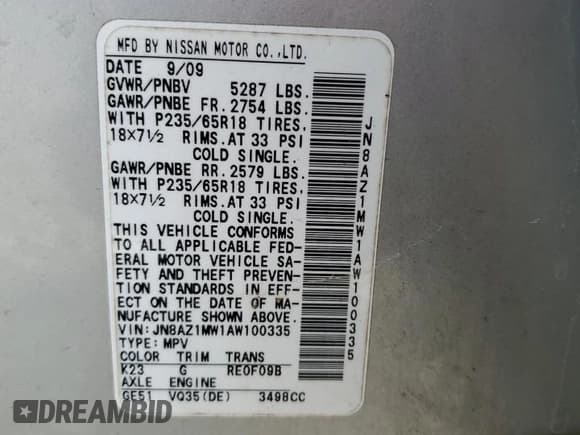 MFD BY NISSAN MOTOR CO.,LTD.
DATE 9/09
GVWR/PNBV 5287 LBS.
GAWR/PNBE FR. 2754 LBS.
WITH P235/65R18 TIRES,
18×7½ RIMS.AT 33 PSI
COLD SINGLE.
GAWR/PNBE RR. 2579 LBS.
WITH P235/65R18 TIRES,
18×7½ RIMS.AT 33 PSI
COLD SINGLE.
THIS VEHICLE CONFORMS
TO ALL APPLICABLE FED-
ERAL MOTOR VEHICLE SA-
FETY AND THEFT PREVEN-
TION STANDARDS IN EFF-
ECT ON THE DATE OF MA-
NUFACTURE SHOWN ABOVE.
VIN: JN8AZ1MW1AW100335
TYPE: MPV
COLOR TRIM TRANS
K23 G RE0F09B
AXLE ENGINE
GE51 VQ35(DE) 3498CC
JN8AZ1MW1AW100335
DREAMBID